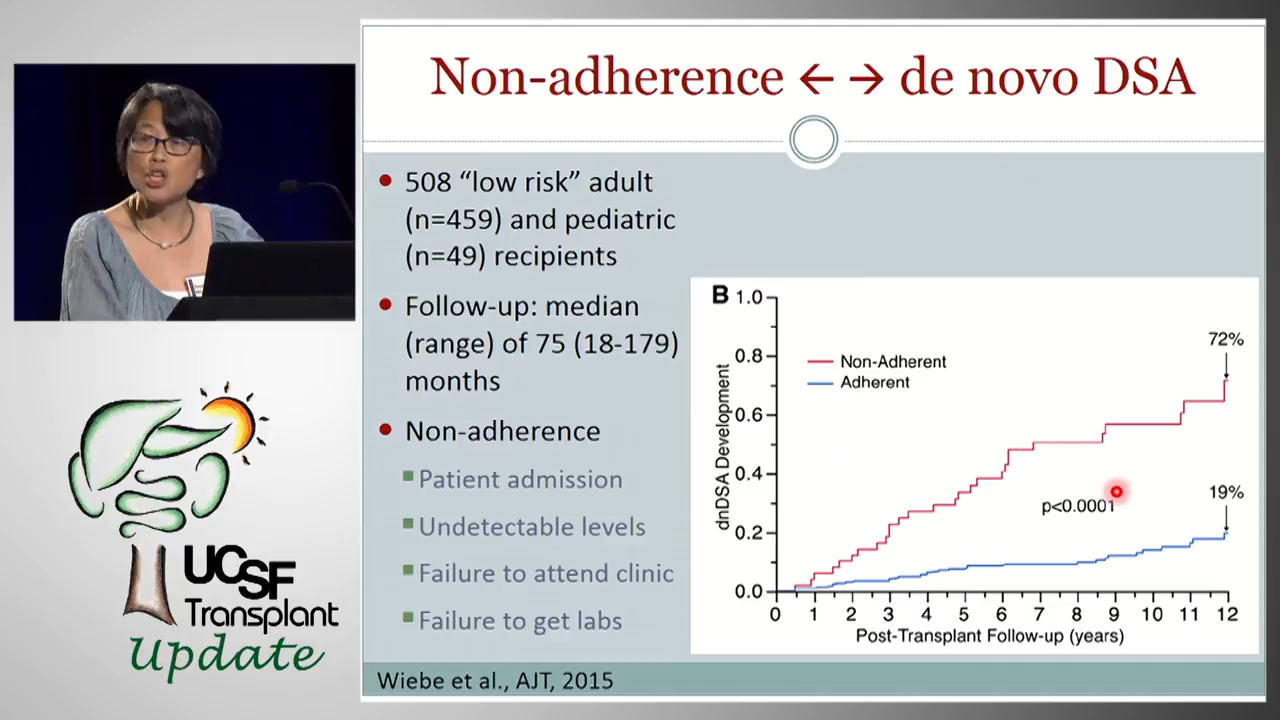 Non-adherence ← → de novo DSA
• 508 “low risk” adult
(n=459) and pediatric
(n=49) recipients
• Follow-up: median
(range) of 75 (18-179)
months
• Non-adherence
Patient admission
Undetectable levels
Failure to attend clinic
Failure to get labs
B
1.0
0.8
0.6
0.4
0.2
0.0
dnDSA Development
Non-Adherent
Adherent
72%
19%
p<0.0001
0 1 2 3 4 5 6 7 8 9 10 11 12
Post-Transplant Follow-up (years)
Wiebe et al., AJT, 2015
UCSF
Transplant
Update